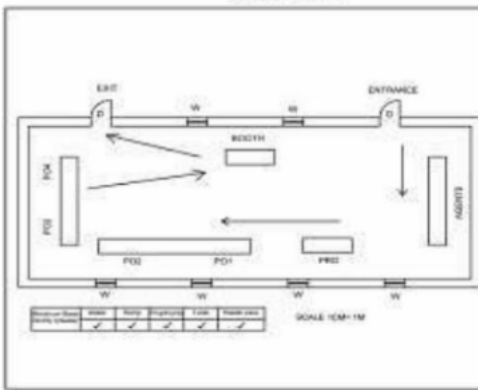 EXIT
ENTRANCE
W W
D D
BOOTH
PO4
PO3
AGENTS
PO2 PO1 PRO
W W W W
SCALE 1CM=1M